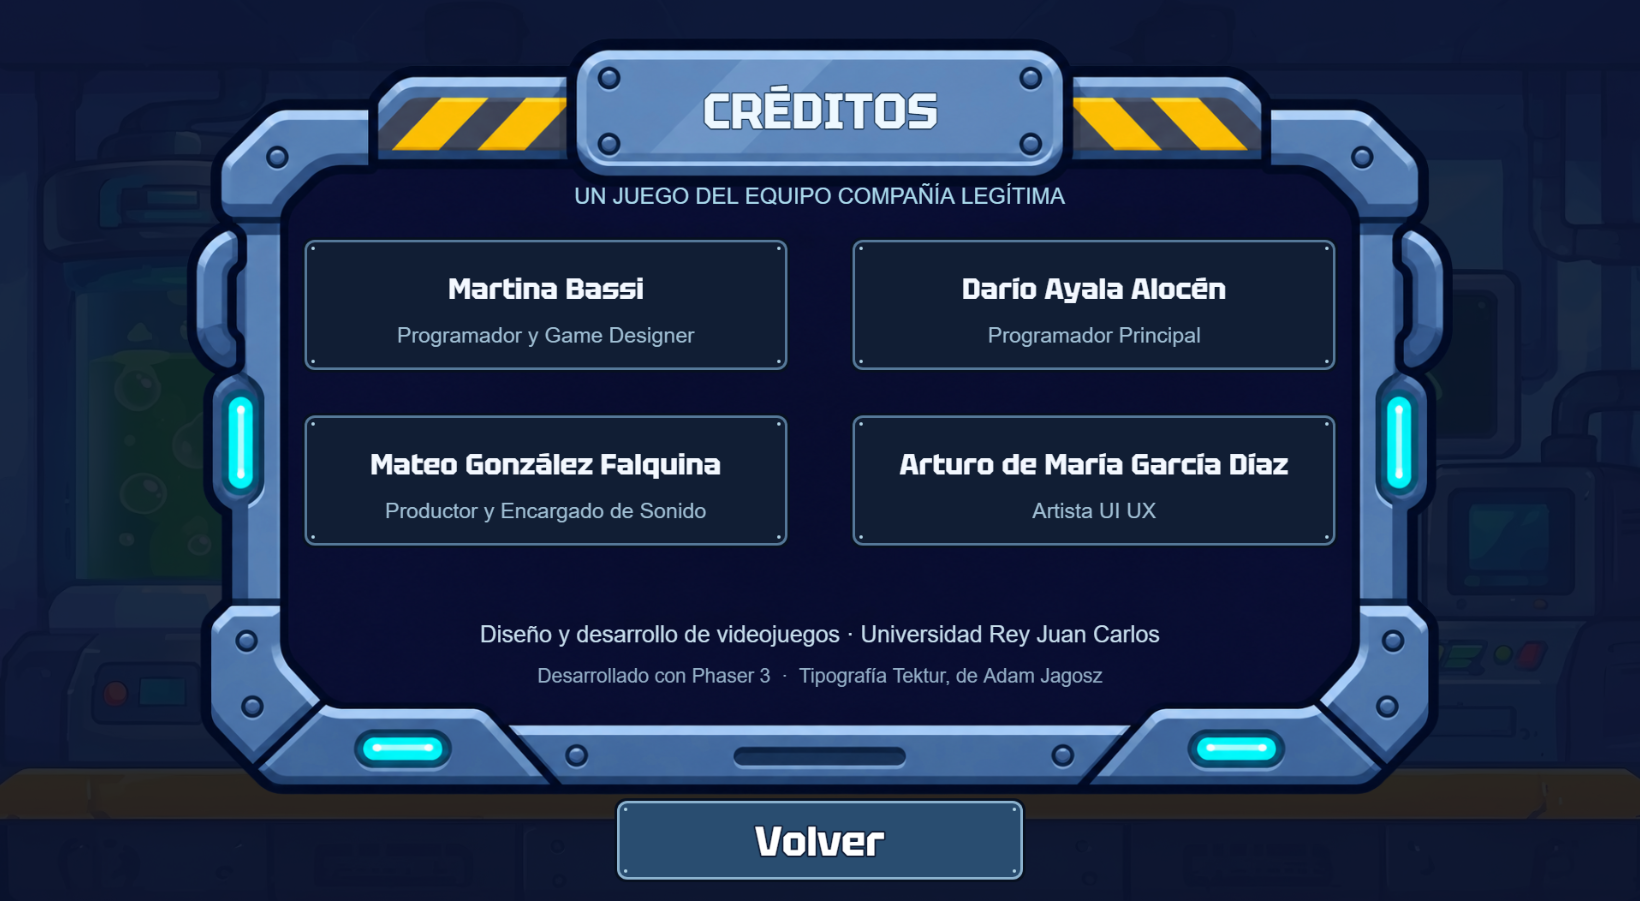 CRÉDITOS
UN JUEGO DEL EQUIPO COMPAÑÍA LEGÍTIMA
Martina Bassi
Programador y Game Designer
Darío Ayala Alocén
Programador Principal
Mateo González Falquina
Productor y Encargado de Sonido
Arturo de María García Díaz
Artista UI UX
Diseño y desarrollo de videojuegos · Universidad Rey Juan Carlos
Desarrollado con Phaser 3 · Tipografía Tektur, de Adam Jagosz
Volver